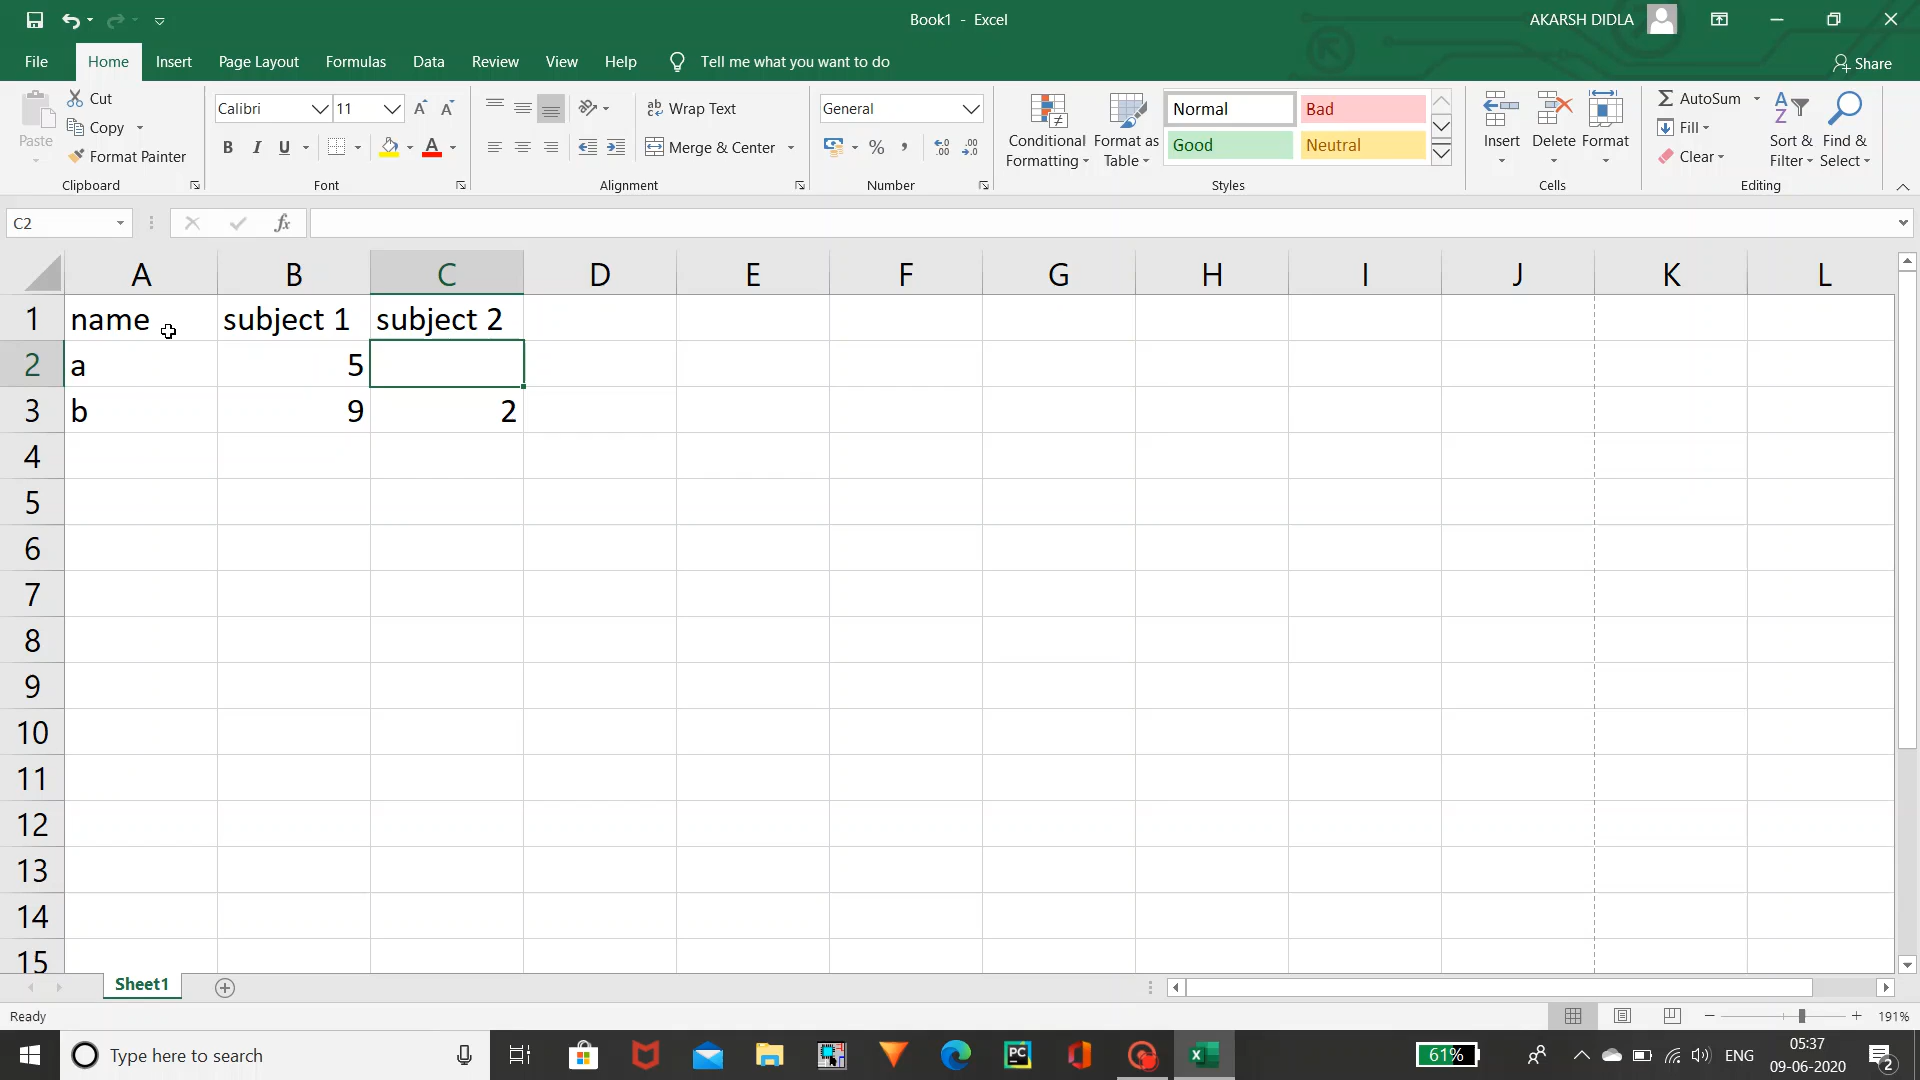 Book1 - Excel
AKARSH DIDLA
File Home Insert Page Layout Formulas Data Review View Help Tell me what you want to do
Share
Paste
Cut
Copy
Format Painter
Clipboard
Calibri 11
B I U
Font
Wrap Text
Merge & Center
Alignment
General
Number
Conditional Formatting
Format as Table
Normal Bad
Good Neutral
Styles
Insert Delete Format
Cells
AutoSum
Fill
Clear
Sort & Filter
Find & Select
Editing
C2
fx
A B C D E F G H I J K L
1 name subject 1 subject 2
2 a 5
3 b 9 2
4
5
6
7
8
9
10
11
12
13
14
15
Sheet1
Ready
191%
Type here to search
PC
61%
ENG
05:37
09-06-2020
2